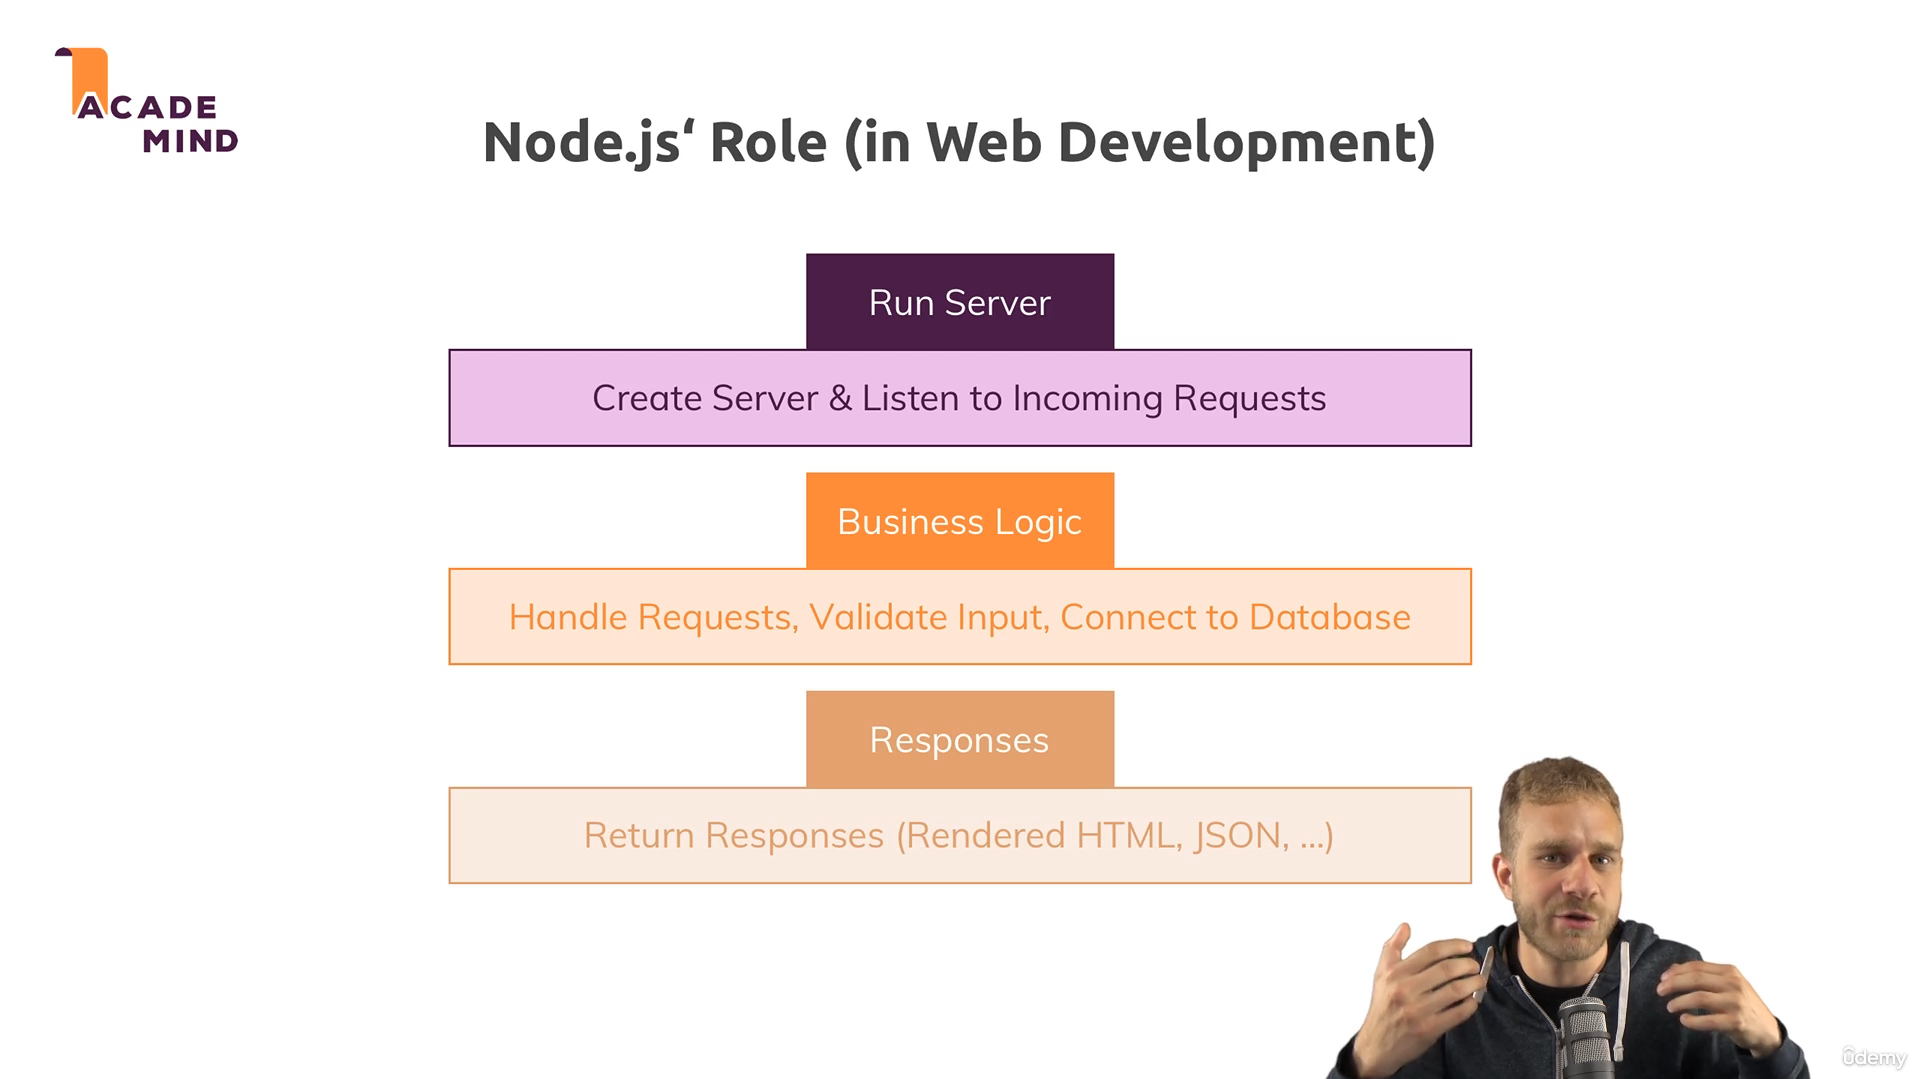 ACADE
MIND
Node.js‘ Role (in Web Development)
Run Server
Create Server & Listen to Incoming Requests
Business Logic
Handle Requests, Validate Input, Connect to Database
Responses
Return Responses (Rendered HTML, JSON, ...)
ûdemy